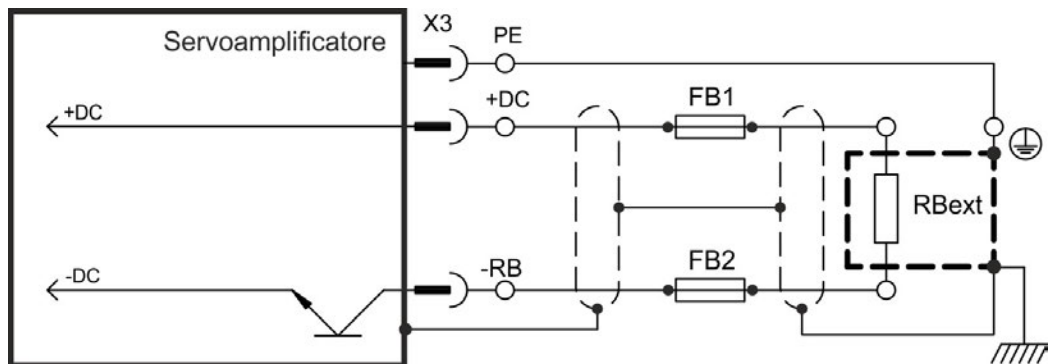 X3
PE
Servoamplificatore
+DC
+DC
FB1
RBext
-DC
-RB
FB2